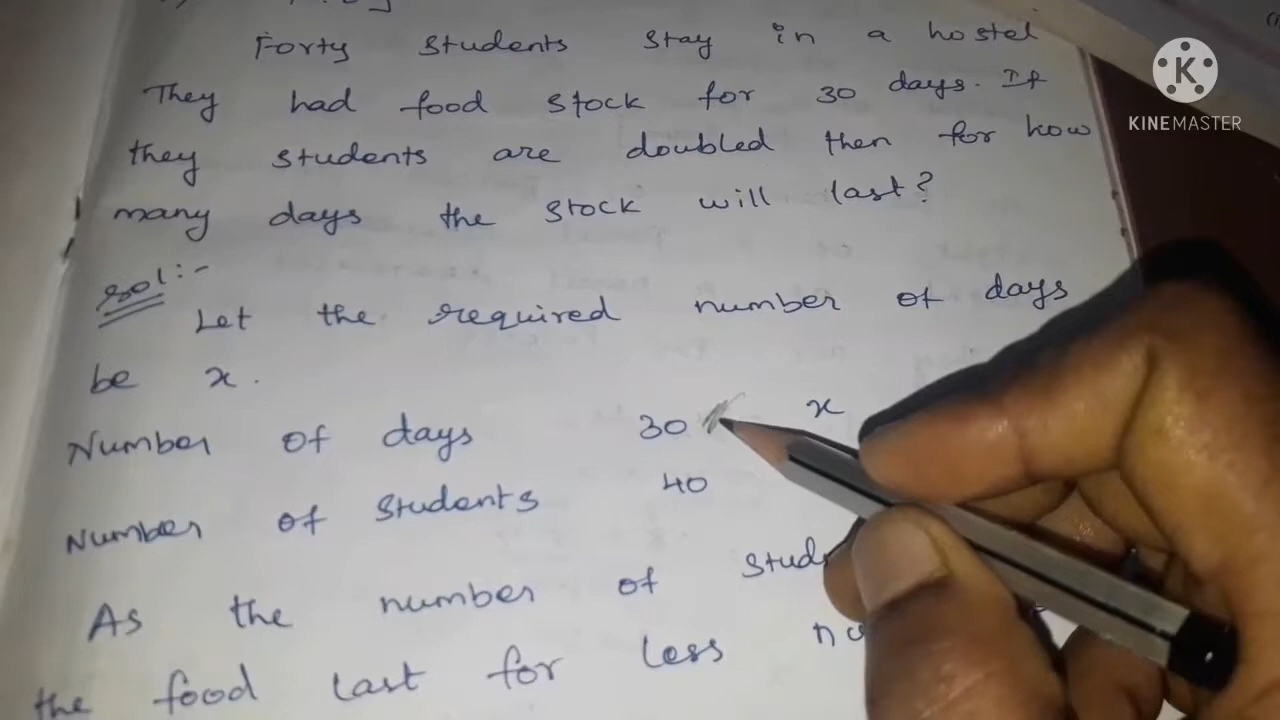 Forty students stay in a hostel
They had food stock for 30 days. If
they students are doubled then for how
many days the stock will last?
sol:-
Let the required number of days
be x.
Number of days 30 x
Number of students 40
As the number of
the food last for less
K
KINEMASTER